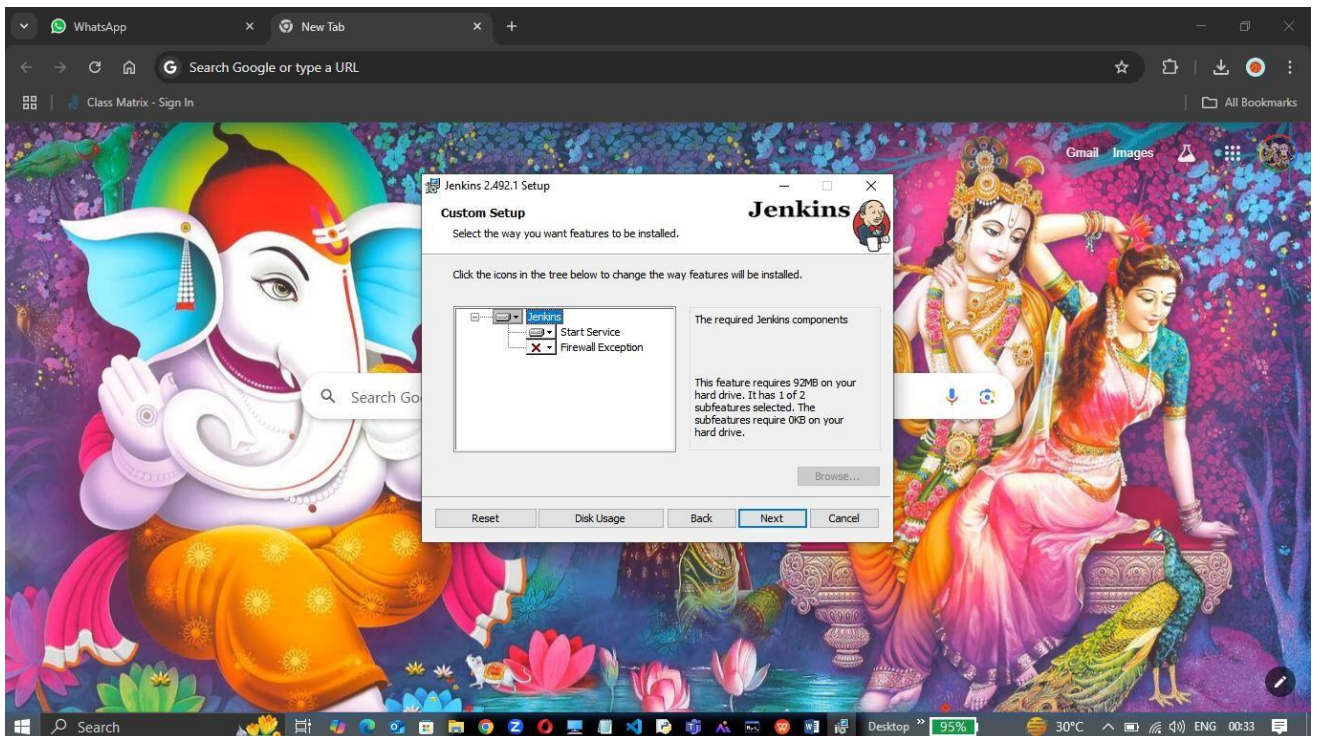 WhatsApp
New Tab
Search Google or type a URL
Class Matrix - Sign In
All Bookmarks
Gmail Images
Jenkins 2.492.1 Setup
Custom Setup
Jenkins
Select the way you want features to be installed.
Click the icons in the tree below to change the way features will be installed.
Jenkins
Start Service
Firewall Exception
The required Jenkins components
This feature requires 92MB on your
hard drive. It has 1 of 2
subfeatures selected. The
subfeatures require 0KB on your
hard drive.
Search Go
Browse...
Reset Disk Usage Back Next Cancel
Search
Desktop » 95% 30°C ENG 00:33